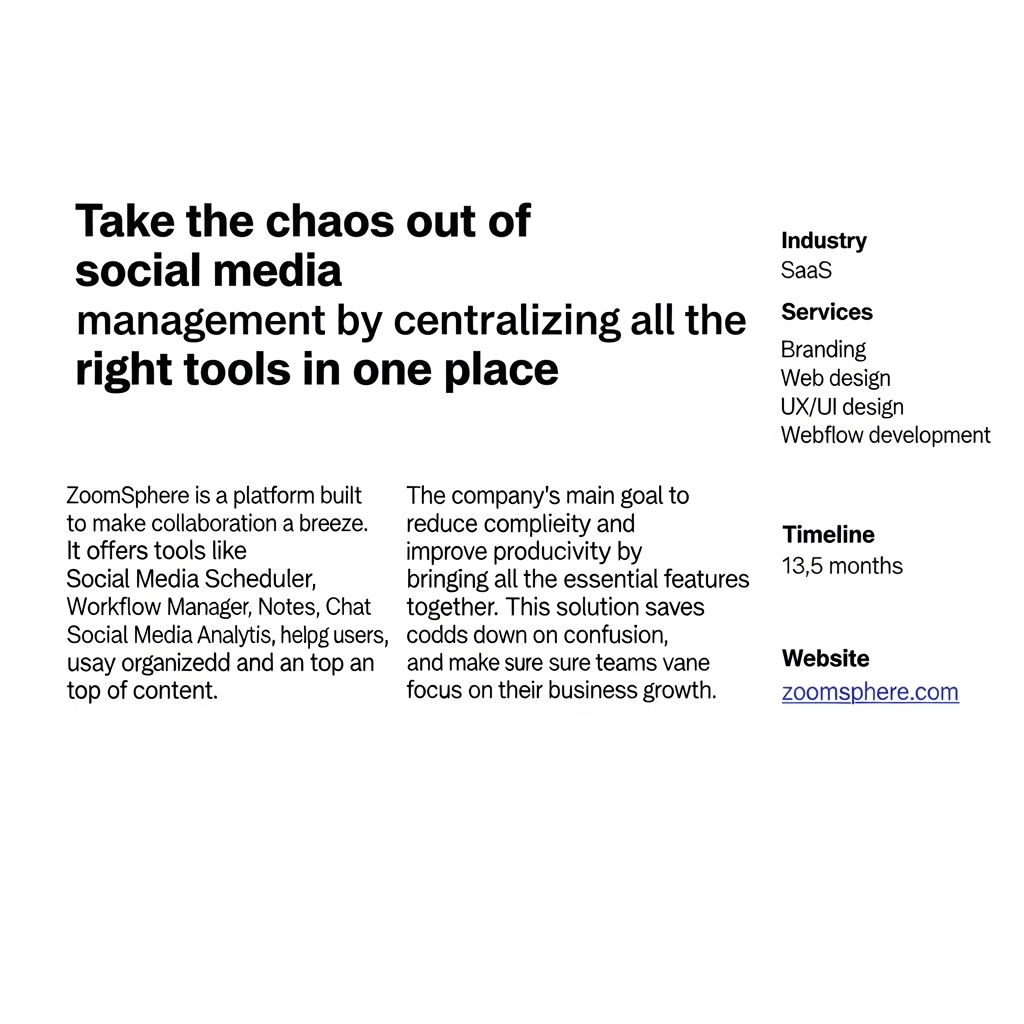 Take the chaos out of
social media
management by centralizing all the
right tools in one place
ZoomSphere is a platform built
to make collaboration a breeze.
It offers tools like
Social Media Scheduler,
Workflow Manager, Notes, Chat
Social Media Analytis, helpg users,
usay organizedd and an top an
top of content.
The company's main goal to
reduce complieity and
improve producivity by
bringing all the essential features
together. This solution saves
codds down on confusion,
and make sure sure teams vane
focus on their business growth.
Industry
SaaS
Services
Branding
Web design
UX/UI design
Webflow development
Timeline
13,5 months
Website
zoomsphere.com